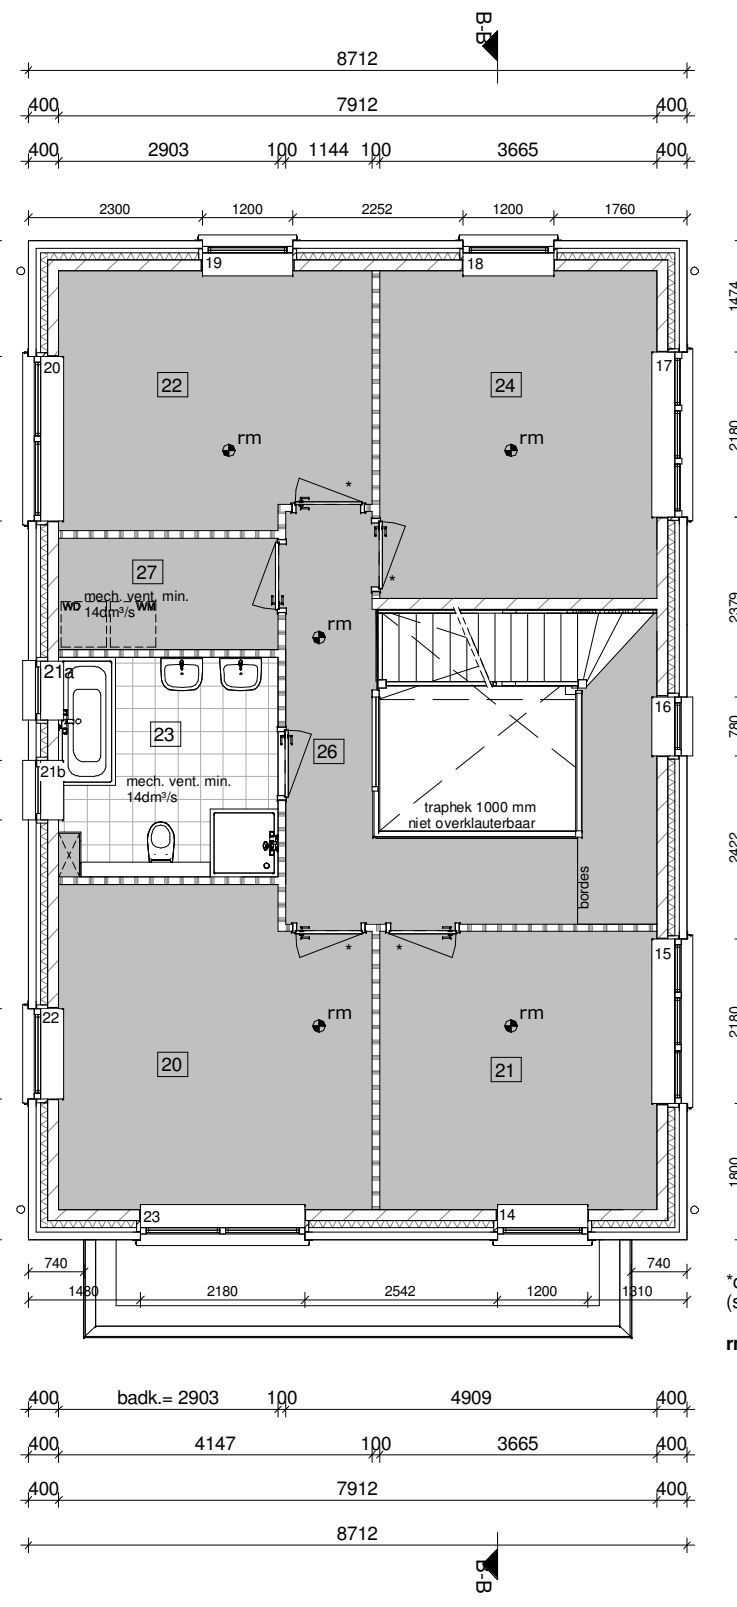 B-B
8712
400 7912 400
400 2903 100 1144 100 3665 400
2300 1200 2252 1200 1760
19 18
1474
20 17
22 24
2180
rm rm
*
27 *
mech. vent. min.
14dm³/s
WD WM
2379
rm
21a
16
23 26
780
21b
mech. vent. min.
14dm³/s
traphek 1000 mm
niet overklauterbaar
2422
bordes
* *
15
22
rm rm
20 21
2180
23 14
1800
740 740
1480 2180 2542 1200 1310
400 badk.= 2903 100 4909 400
400 4147 100 3665 400
400 7912 400
8712
B-B